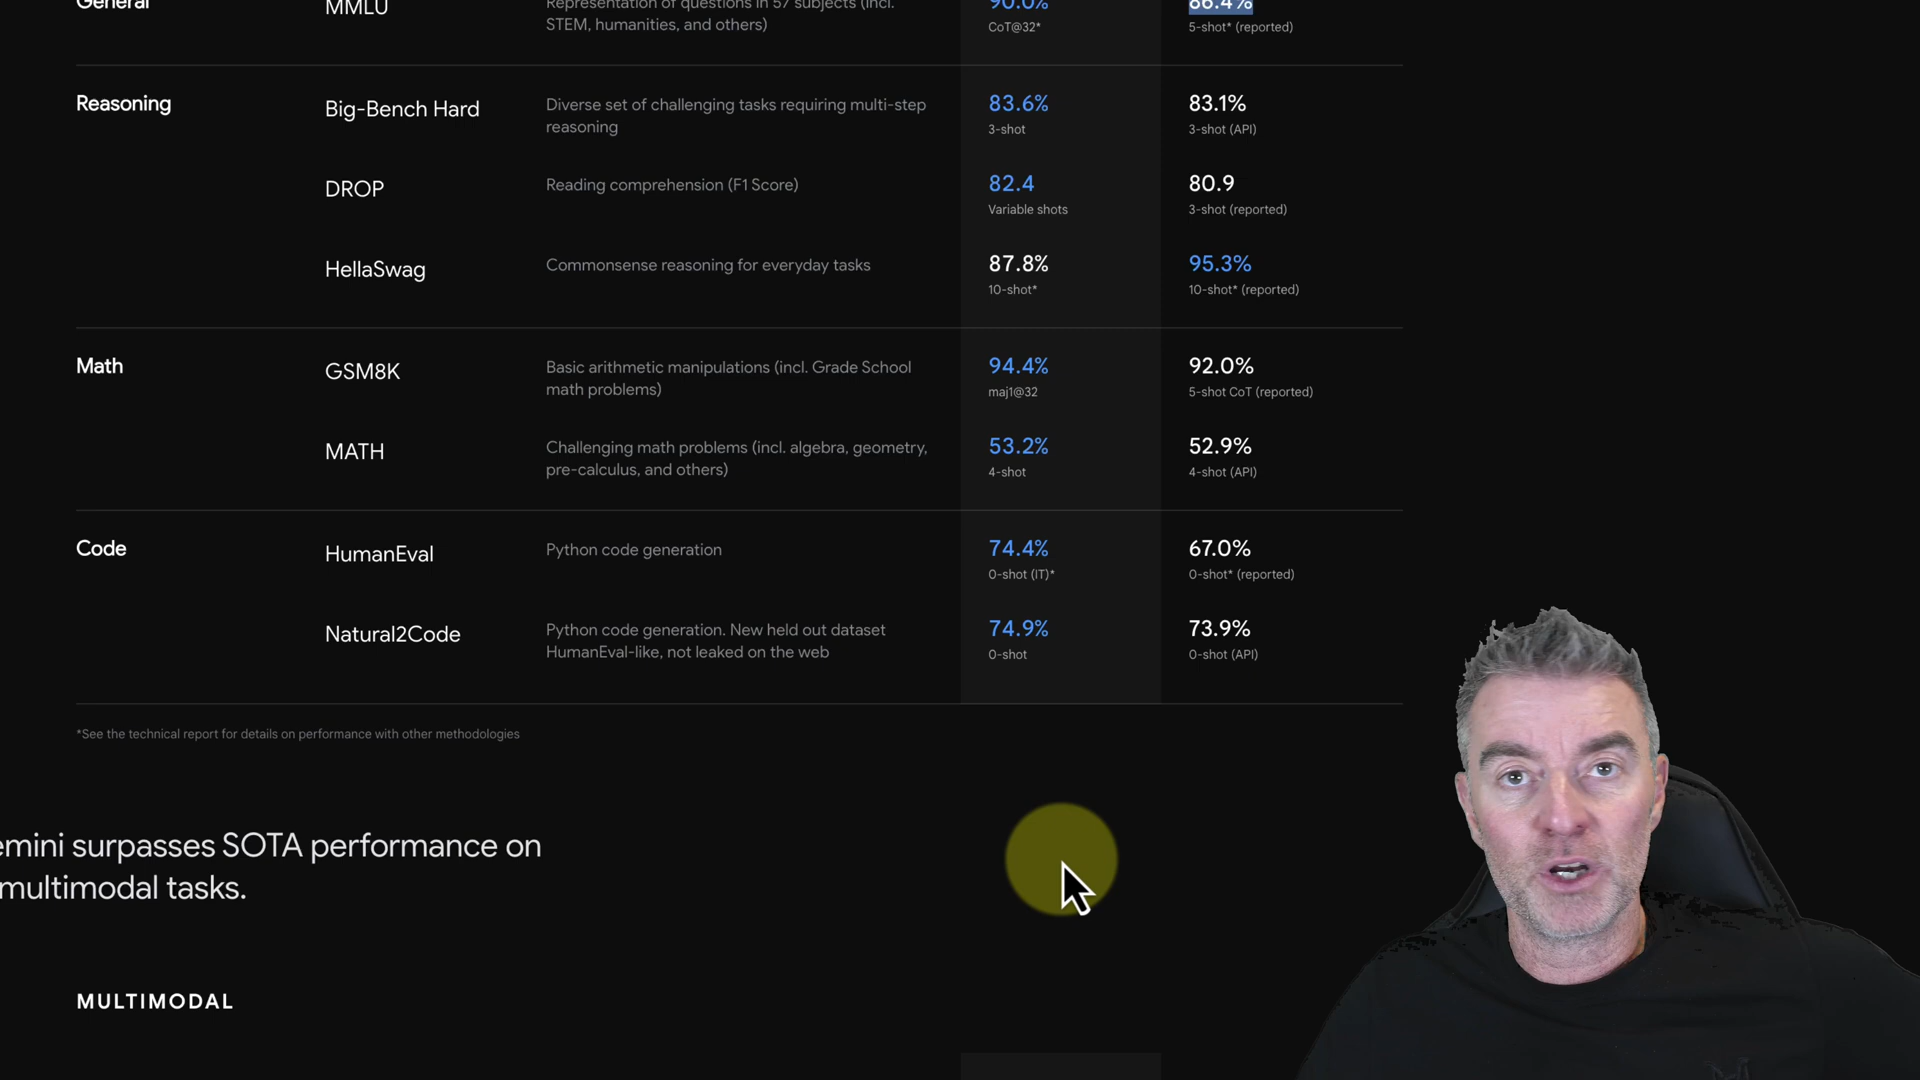 General
MMLU
Representation of questions in 57 subjects (incl.
STEM, humanities, and others)
90.0%
CoT@32*
86.4%
5-shot* (reported)
Reasoning
Big-Bench Hard
Diverse set of challenging tasks requiring multi-step
reasoning
83.6%
3-shot
83.1%
3-shot (API)
DROP
Reading comprehension (F1 Score)
82.4
Variable shots
80.9
3-shot (reported)
HellaSwag
Commonsense reasoning for everyday tasks
87.8%
10-shot*
95.3%
10-shot* (reported)
Math
GSM8K
Basic arithmetic manipulations (incl. Grade School
math problems)
94.4%
maj1@32
92.0%
5-shot CoT (reported)
MATH
Challenging math problems (incl. algebra, geometry,
pre-calculus, and others)
53.2%
4-shot
52.9%
4-shot (API)
Code
HumanEval
Python code generation
74.4%
0-shot (IT)*
67.0%
0-shot* (reported)
Natural2Code
Python code generation. New held out dataset
HumanEval-like, not leaked on the web
74.9%
0-shot
73.9%
0-shot (API)
*See the technical report for details on performance with other methodologies
emini surpasses SOTA performance on
multimodal tasks.
MULTIMODAL